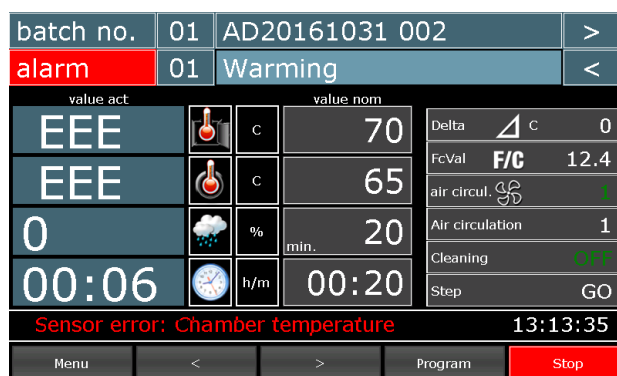 batch no. 01 AD20161031 002 >
alarm 01 Warming <
value act value nom
EEE C 70
EEE C 65
0 % min. 20
00:06 h/m 00:20
Delta C 0
FcVal F/C 12.4
air circul. 1
Air circulation 1
Cleaning OFF
Step GO
Sensor error: Chamber temperature 13:13:35
Menu < > Program Stop